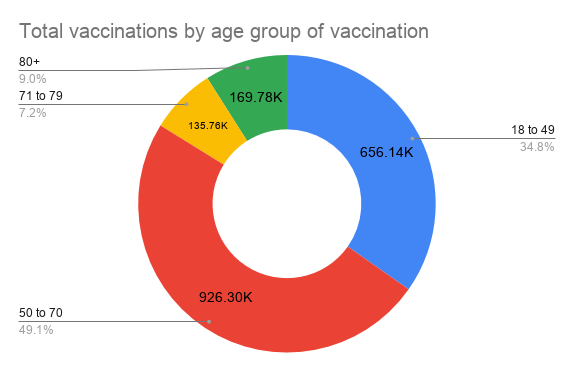 Total vaccinations by age group of vaccination
80+
9.0%
71 to 79
7.2%
169.78K
135.76K
18 to 49
34.8%
656.14K
926.30K
50 to 70
49.1%